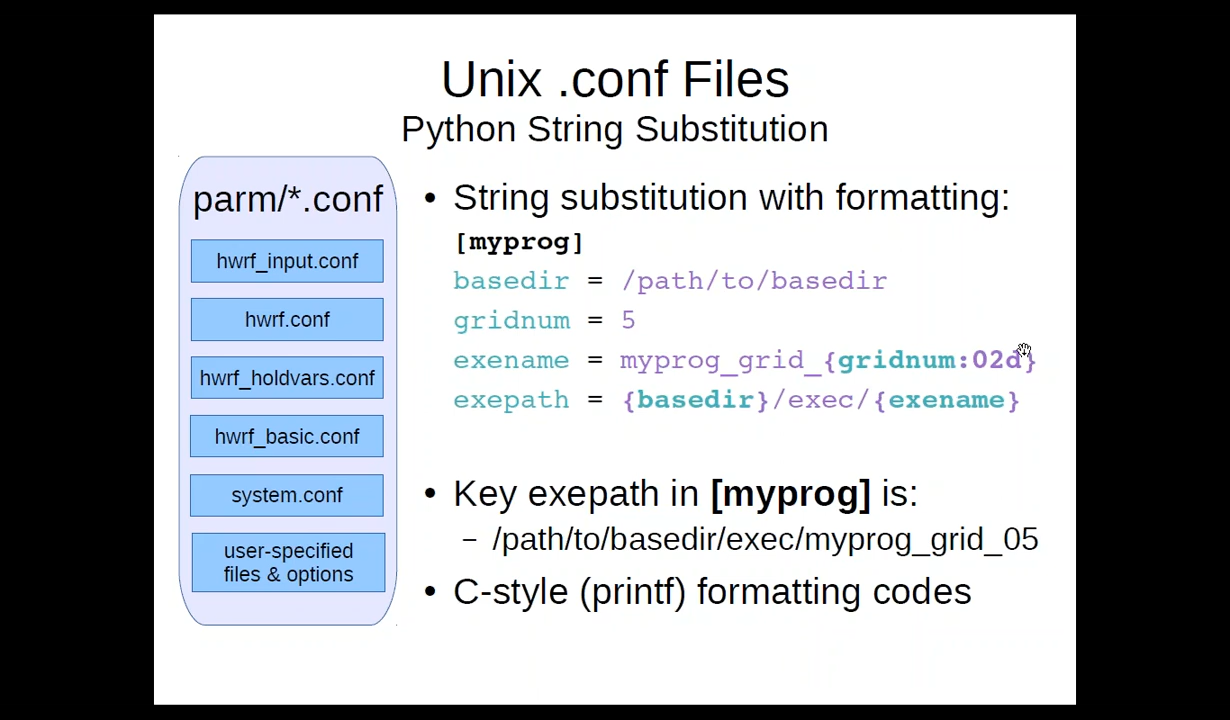 Unix .conf Files
Python String Substitution
parm/*.conf
hwrf_input.conf
hwrf.conf
hwrf_holdvars.conf
hwrf_basic.conf
system.conf
user-specified
files & options
• String substitution with formatting:
[myprog]
basedir = /path/to/basedir
gridnum = 5
exename = myprog_grid_{gridnum:02d}
exepath = {basedir}/exec/{exename}
• Key exepath in [myprog] is:
– /path/to/basedir/exec/myprog_grid_05
• C-style (printf) formatting codes